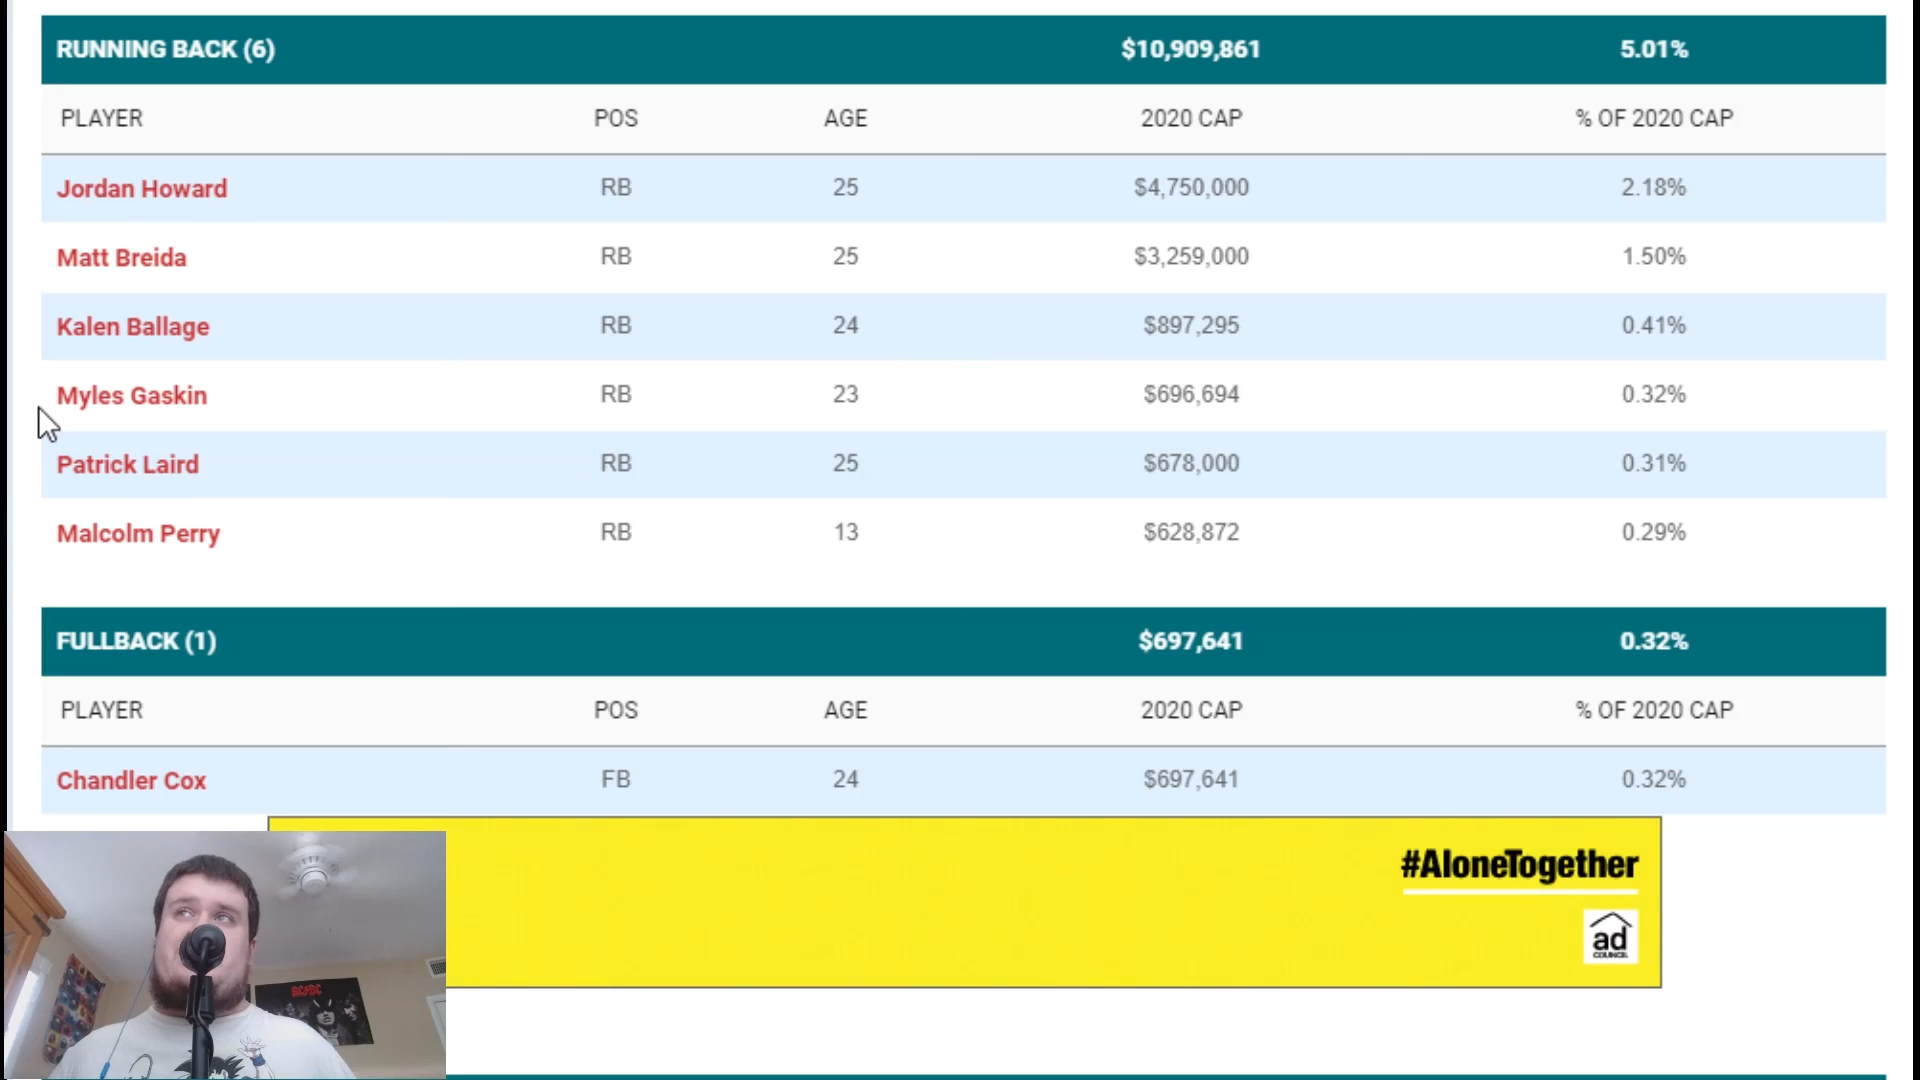 RUNNING BACK (6) $10,909,861 5.01%
PLAYER POS AGE 2020 CAP % OF 2020 CAP
Jordan Howard RB 25 $4,750,000 2.18%
Matt Breida RB 25 $3,259,000 1.50%
Kalen Ballage RB 24 $897,295 0.41%
Myles Gaskin RB 23 $696,694 0.32%
Patrick Laird RB 25 $678,000 0.31%
Malcolm Perry RB 13 $628,872 0.29%
FULLBACK (1) $697,641 0.32%
PLAYER POS AGE 2020 CAP % OF 2020 CAP
Chandler Cox FB 24 $697,641 0.32%
#AloneTogether
ad
COUNCIL
AC/DC